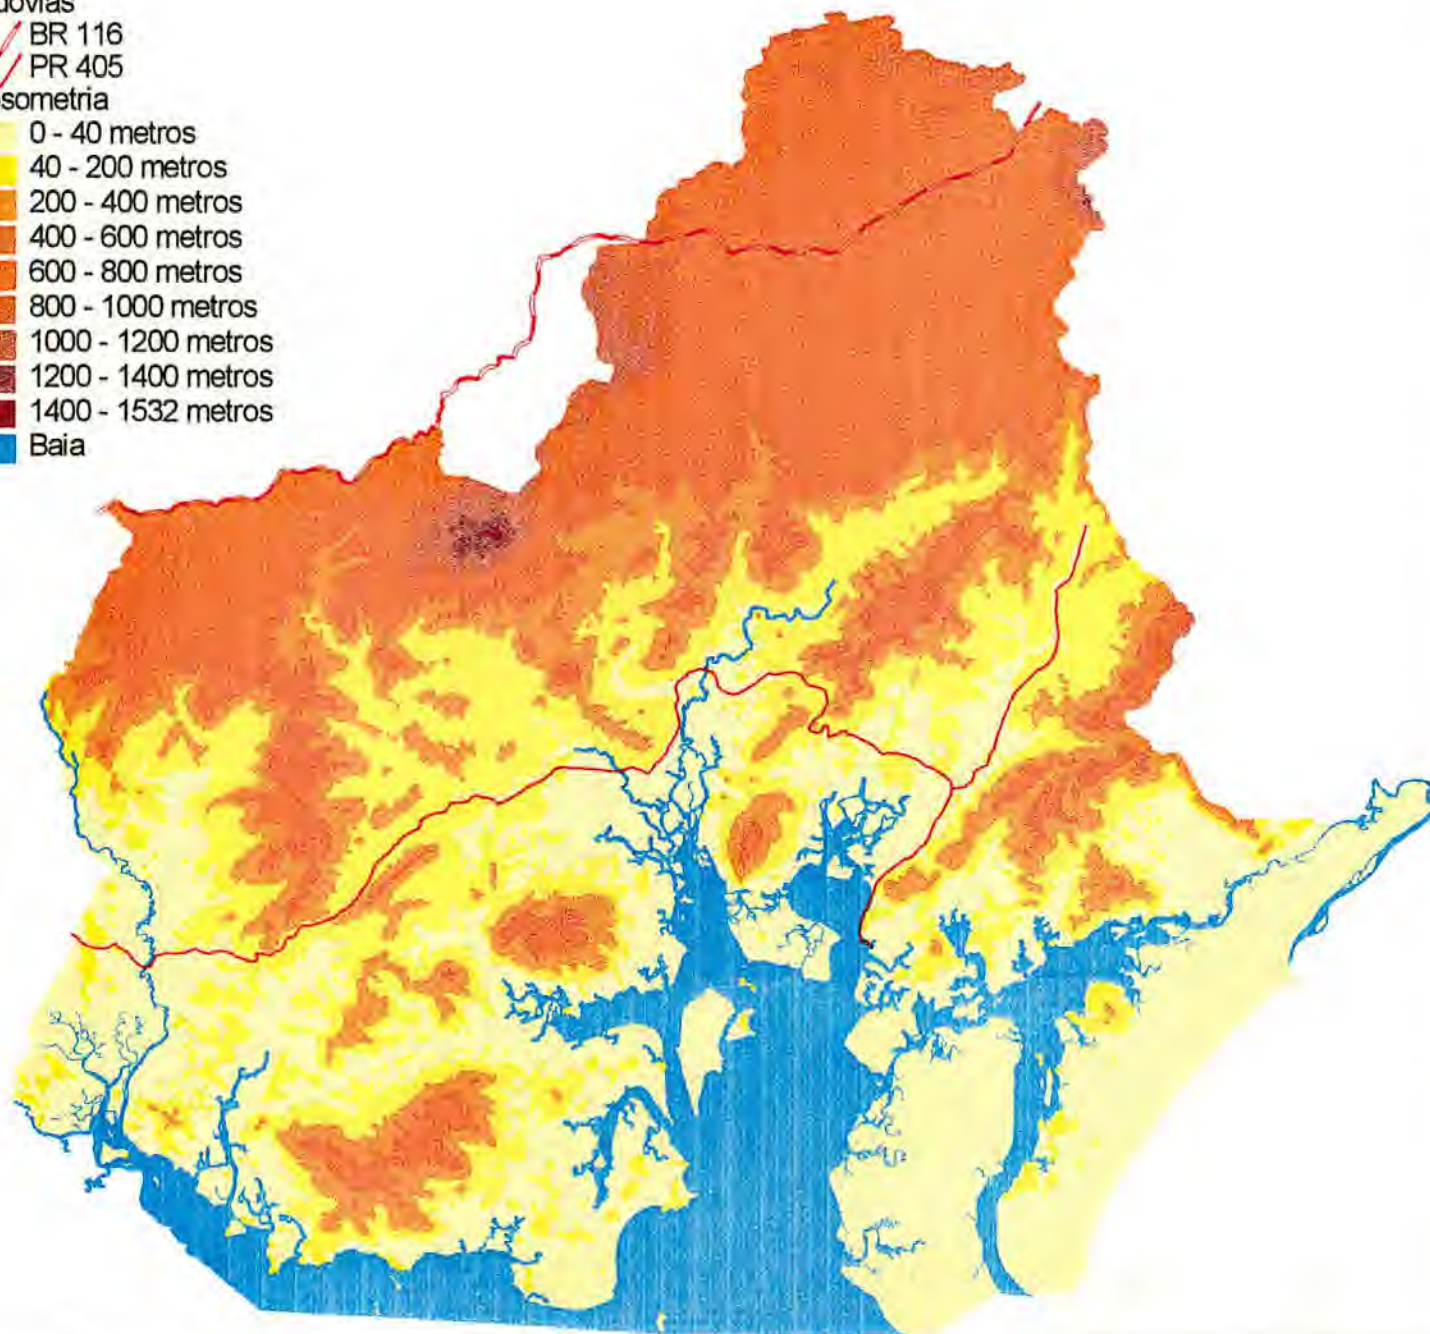 BR 116
PR 405
0 - 40 metros
40 - 200 metros
200 - 400 metros
400 - 600 metros
600 - 800 metros
800 - 1000 metros
1000 - 1200 metros
1200 - 1400 metros
1400 - 1532 metros
Baia